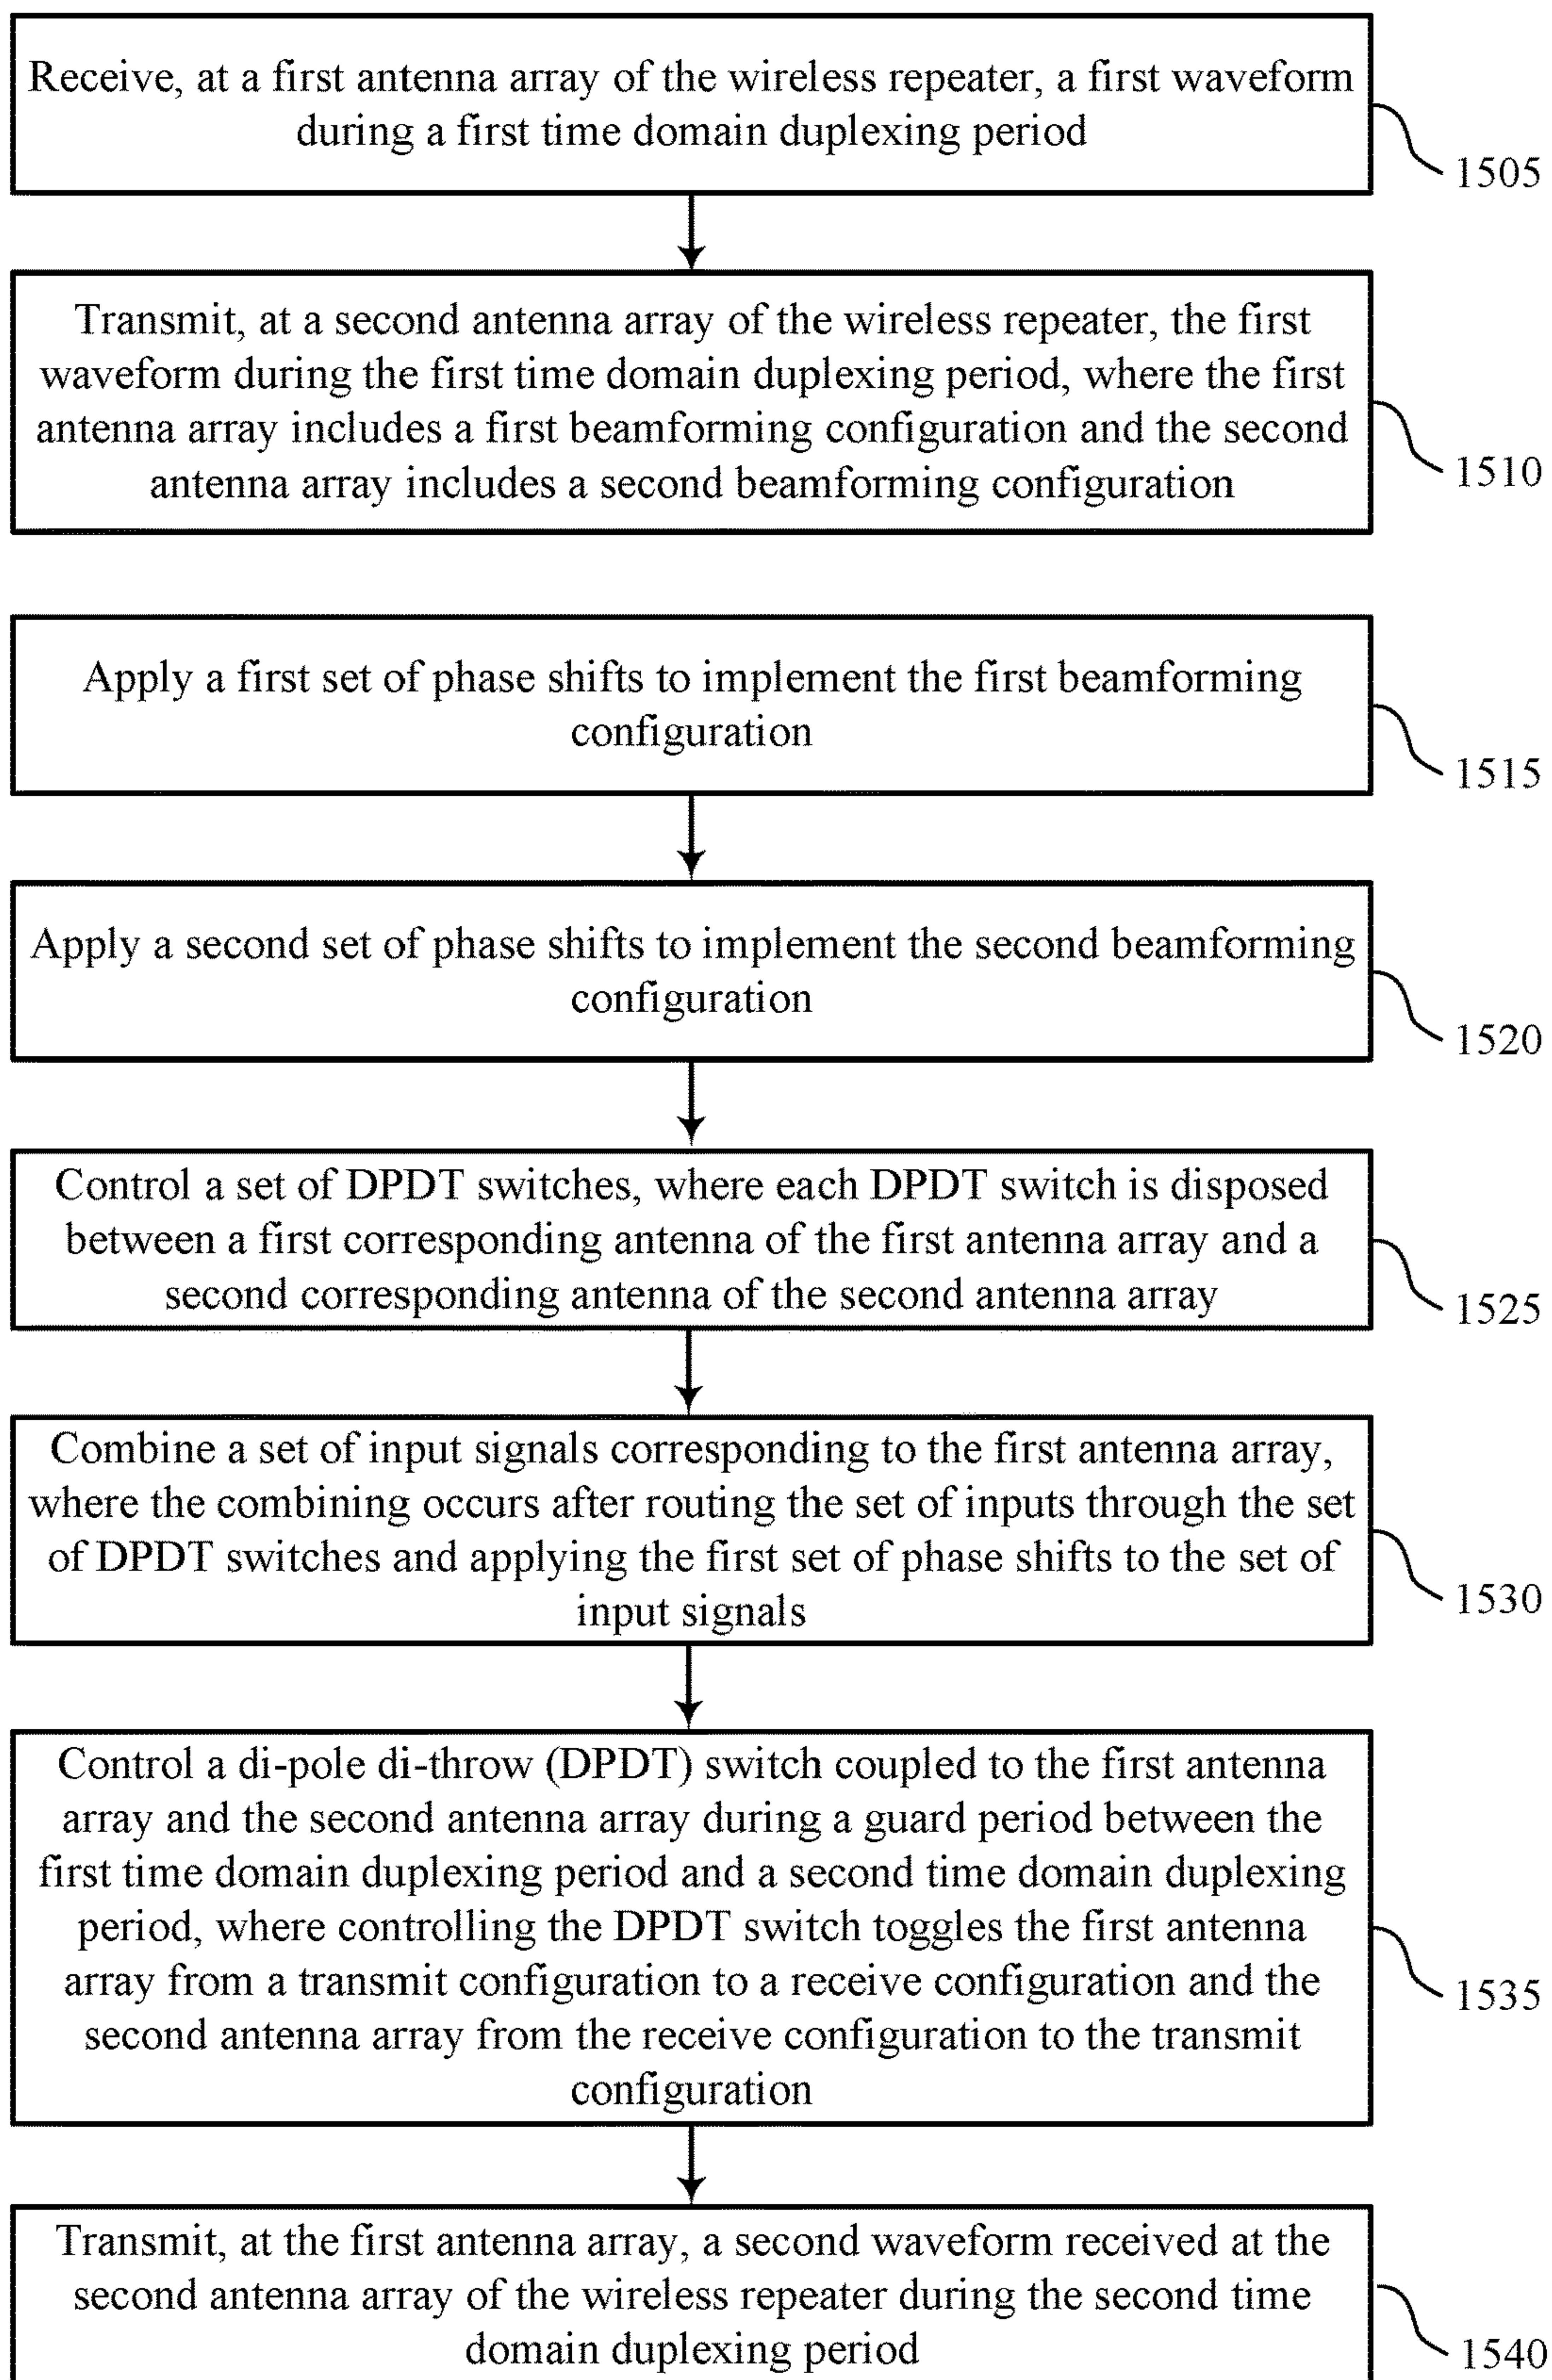 Receive, at a first antenna array of the wireless repeater, a first waveform
during a first time domain duplexing period
1505
Transmit, at a second antenna array of the wireless repeater, the first
waveform during the first time domain duplexing period, where the first
antenna array includes a first beamforming configuration and the second
antenna array includes a second beamforming configuration
1510
Apply a first set of phase shifts to implement the first beamforming
configuration
1515
Apply a second set of phase shifts to implement the second beamforming
configuration
1520
Control a set of DPDT switches, where each DPDT switch is disposed
between a first corresponding antenna of the first antenna array and a
second corresponding antenna of the second antenna array
1525
Combine a set of input signals corresponding to the first antenna array,
where the combining occurs after routing the set of inputs through the set
of DPDT switches and applying the first set of phase shifts to the set of
input signals
1530
Control a di-pole di-throw (DPDT) switch coupled to the first antenna
array and the second antenna array during a guard period between the
first time domain duplexing period and a second time domain duplexing
period, where controlling the DPDT switch toggles the first antenna
array from a transmit configuration to a receive configuration and the
second antenna array from the receive configuration to the transmit
configuration
1535
Transmit, at the first antenna array, a second waveform received at the
second antenna array of the wireless repeater during the second time
domain duplexing period
1540